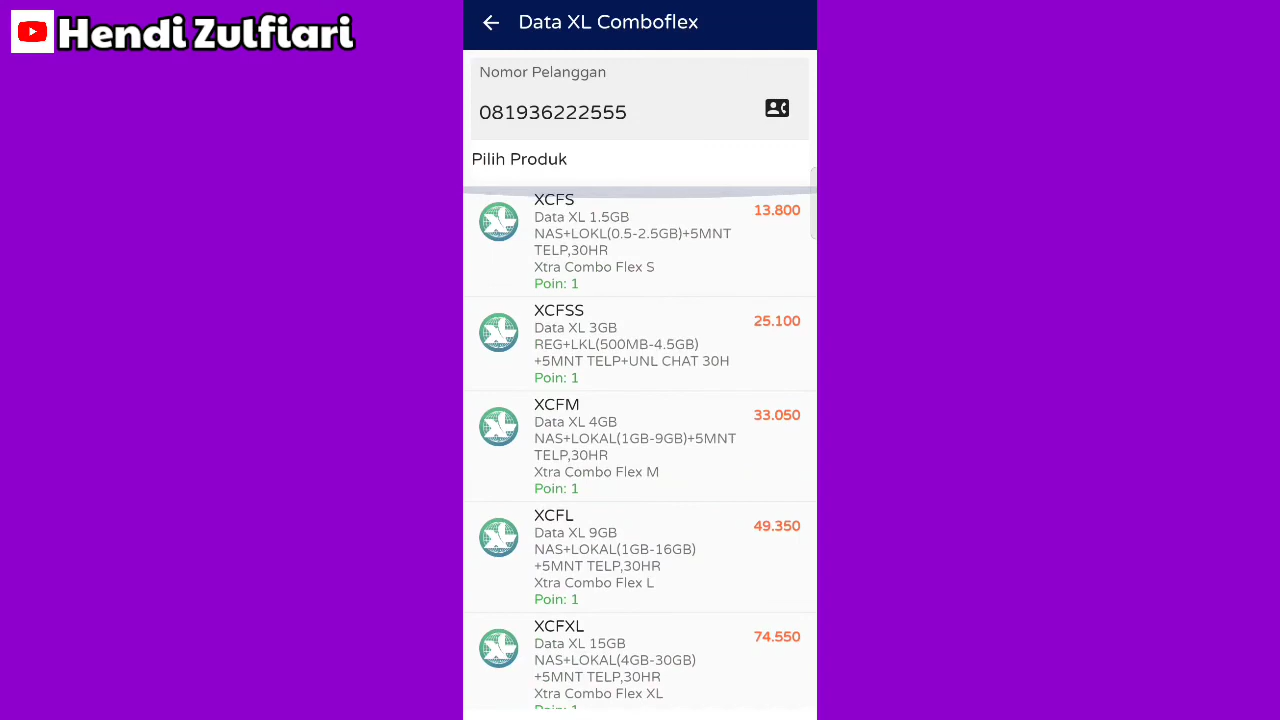 Hendi Zulfiari
Data XL Comboflex
Nomor Pelanggan
081936222555
Pilih Produk
XCFS
13.800
Data XL 1.5GB
NAS+LOKL(0.5-2.5GB)+5MNT
TELP,30HR
Xtra Combo Flex S
Poin: 1
XCFSS
25.100
Data XL 3GB
REG+LKL(500MB-4.5GB)
+5MNT TELP+UNL CHAT 30H
Poin: 1
XCFM
33.050
Data XL 4GB
NAS+LOKAL(1GB-9GB)+5MNT
TELP,30HR
Xtra Combo Flex M
Poin: 1
XCFL
49.350
Data XL 9GB
NAS+LOKAL(1GB-16GB)
+5MNT TELP,30HR
Xtra Combo Flex L
Poin: 1
XCFXL
74.550
Data XL 15GB
NAS+LOKAL(4GB-30GB)
+5MNT TELP,30HR
Xtra Combo Flex XL